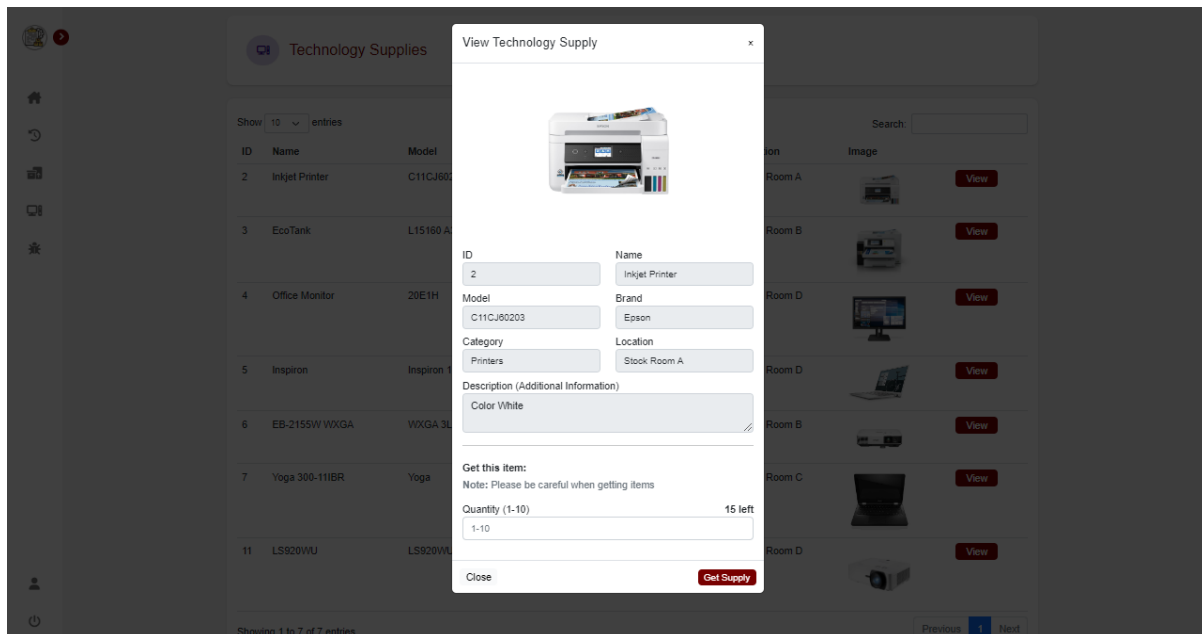 View Technology Supply ×
Technology Supplies
Show 10 entries
Search:
ID Name Model Image
2 Inkjet Printer Room A View
3 EcoTank L15160 Room B View
4 Office Monitor 20E1H Room D View
5 Inspiron Inspiron Room D View
6 EB-2155W WXGA Room B View
7 Yoga 300-11IBR Yoga Room C View
11 LS920WU Room D View
Showing 1 to 7 of 7 entries
Previous 1 Next
EPSON
ID Name
2 Inkjet Printer
Model Brand
C11CJ60203 Epson
Category Location
Printers Stock Room A
Description (Additional Information)
Color White
Get this item:
Note: Please be careful when getting items
Quantity (1-10) 15 left
1-10
Close Get Supply